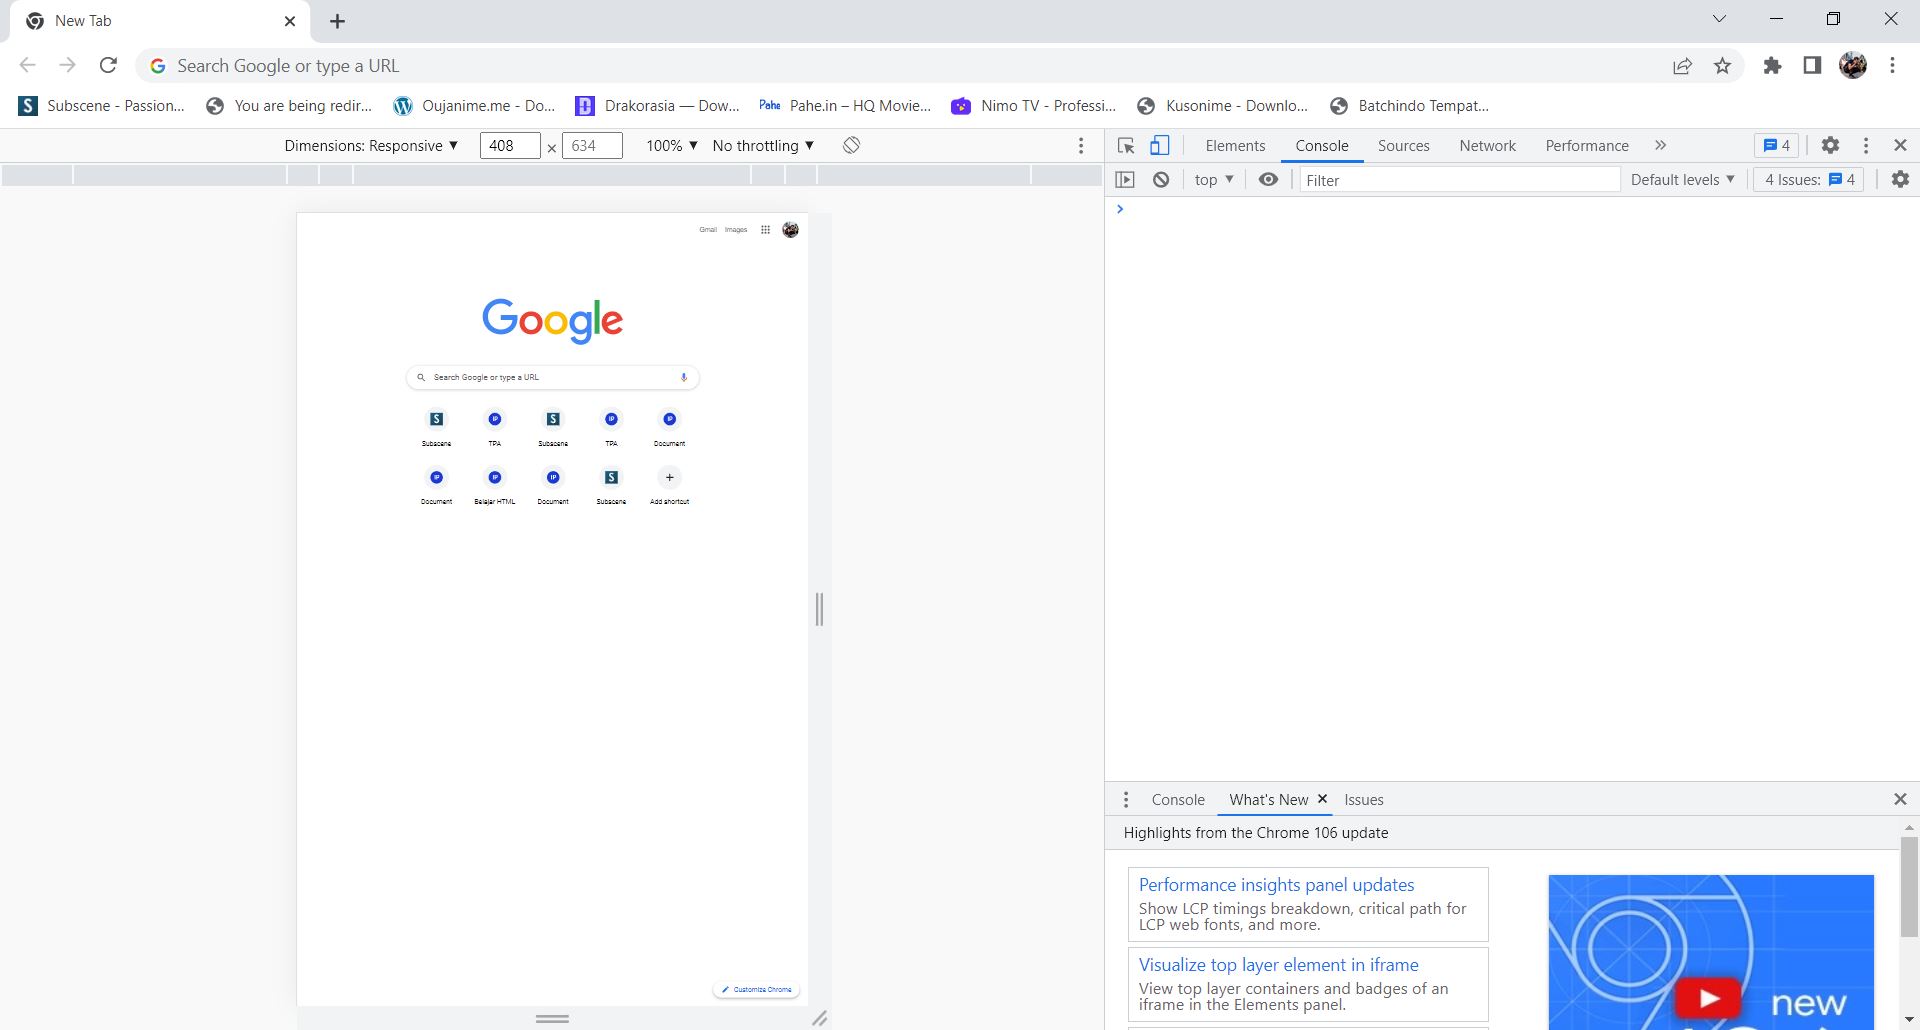 New Tab
Search Google or type a URL
Subscene - Passion... You are being redir... Oujanime.me - Do... Drakorasia — Dow... Pahe Pahe.in – HQ Movie... Nimo TV - Professi... Kusonime - Downlo... Batchindo Tempat...
Dimensions: Responsive 408 × 634 100% No throttling
Elements Console Sources Network Performance 4
top Filter Default levels 4 Issues: 4
Gmail Images
Google
Search Google or type a URL
Subscene TPA Subscene TPA Document
Document Belajar HTML Document Subscene Add shortcut
Customize Chrome
Console What's New Issues
Highlights from the Chrome 106 update
Performance insights panel updates
Show LCP timings breakdown, critical path for
LCP web fonts, and more.
Visualize top layer element in iframe
View top layer containers and badges of an
iframe in the Elements panel.
new